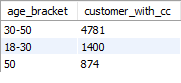 age_bracket customer_with_cc
30-50 4781
18-30 1400
50 874